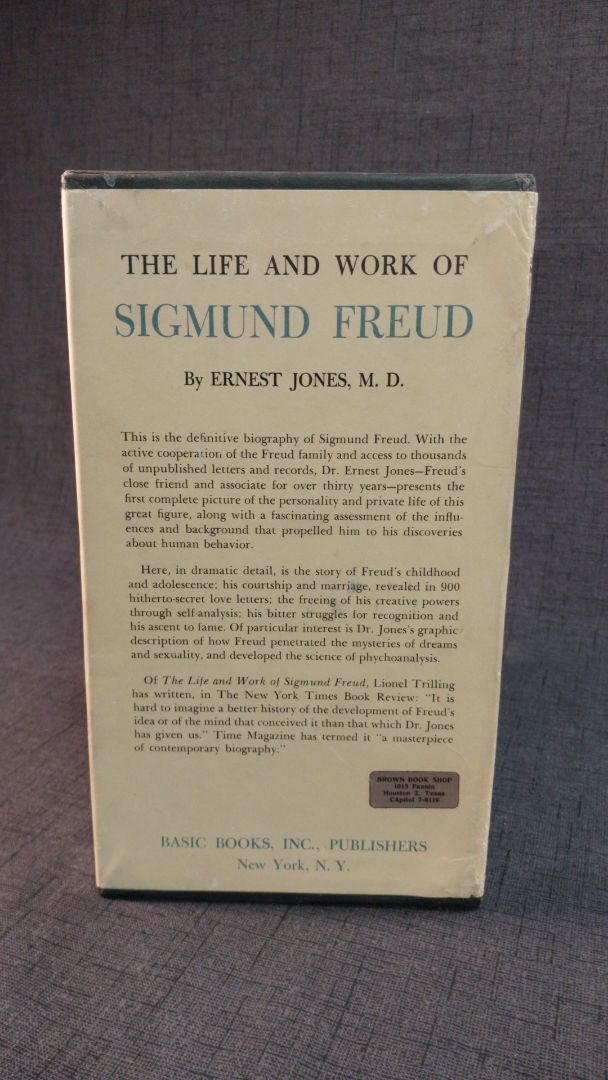 THE LIFE AND WORK OF
SIGMUND FREUD
By ERNEST JONES, M. D.
This is the definitive biography of Sigmund Freud. With the
active cooperation of the Freud family and access to thousands
of unpublished letters and records, Dr. Ernest Jones—Freud's
close friend and associate for over thirty years—presents the
first complete picture of the personality and private life of this
great figure, along with a fascinating assessment of the influ-
ences and background that propelled him to his discoveries
about human behavior.
Here, in dramatic detail, is the story of Freud's childhood
and adolescence; his courtship and marriage, revealed in 900
hitherto-secret love letters; the freeing of his creative powers
through self-analysis; his bitter struggles for recognition and
his ascent to fame. Of particular interest is Dr. Jones's graphic
description of how Freud penetrated the mysteries of dreams
and sexuality, and developed the science of phychoanalysis.
Of The Life and Work of Sigmund Freud, Lionel Trilling
has written, in The New York Times Book Review: "It is
hard to imagine a better history of the development of Freud's
idea or of the mind that conceived it than that which Dr. Jones
has given us." Time Magazine has termed it "a masterpiece
of contemporary biography."
BROWN BOOK SHOP
1013 Fannin
Houston 2, Texas
CApitol
BASIC BOOKS, INC., PUBLISHERS
New York, N. Y.